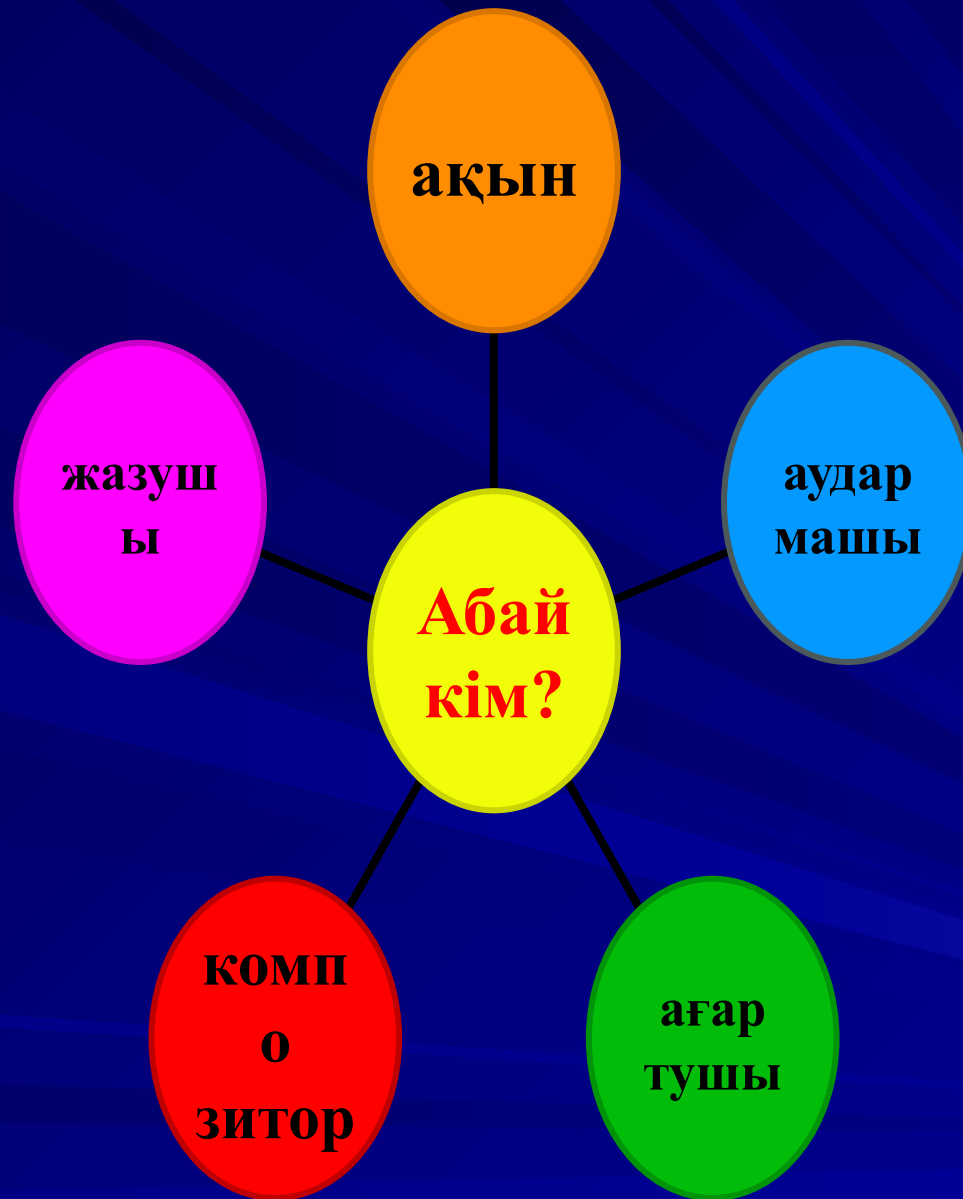 ақын
жазуш
ы
аудар
машы
Абай
кім?
комп
о
зитор
ағар
тушы